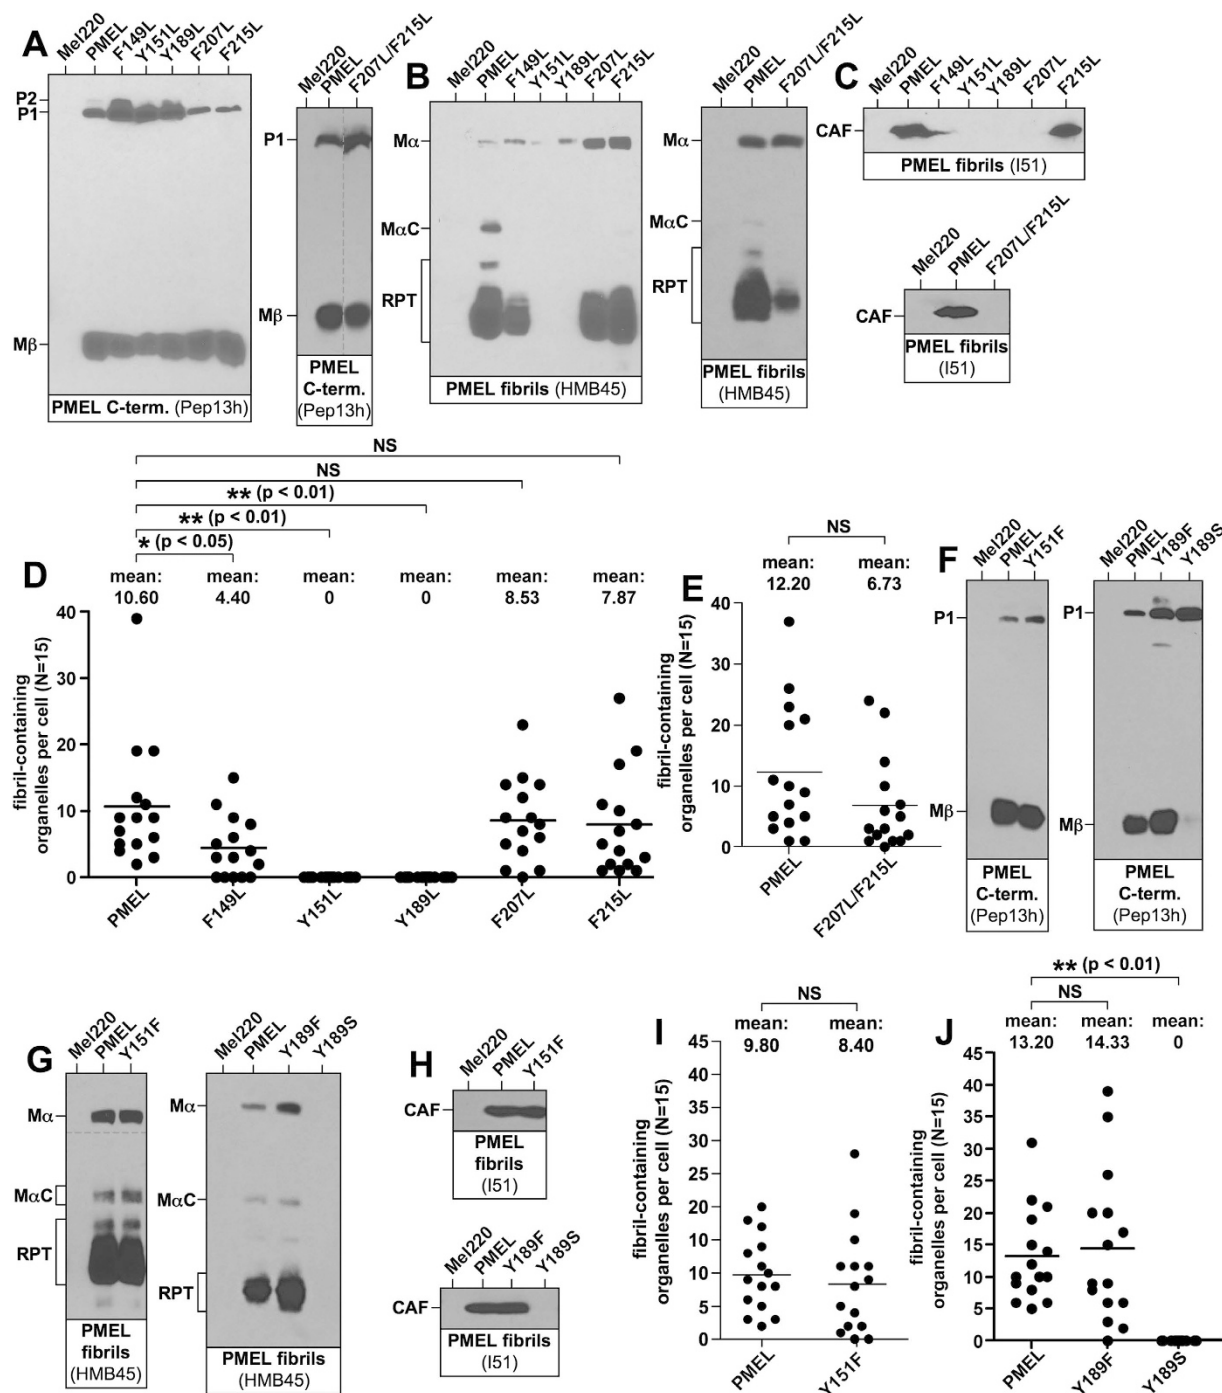 A
Mel220
PMEL
F149L
Y151L
Y189L
F207L
F215L
P2
P1
Mβ
PMEL C-term. (Pep13h)
Mel220
PMEL
F207L/F215L
P1
Mβ
PMEL
C-term.
(Pep13h)
B
Mel220
PMEL
F149L
Y151L
Y189L
F207L
F215L
Mα
MαC
RPT
PMEL fibrils (HMB45)
Mel220
PMEL
F207L/F215L
Mα
MαC
RPT
PMEL fibrils
(HMB45)
C
Mel220
PMEL
F149L
Y151L
Y189L
F207L
F215L
CAF
PMEL fibrils (I51)
Mel220
PMEL
F207L/F215L
CAF
PMEL fibrils
(I51)
D
NS
NS
** (p < 0.01)
** (p < 0.01)
* (p < 0.05)
mean: mean: mean: mean: mean: mean:
10.60 4.40 0 0 8.53 7.87
fibril-containing
organelles per cell (N=15)
40
30
20
10
0
PMEL
F149L
Y151L
Y189L
F207L
F215L
E
NS
mean: mean:
12.20 6.73
fibril-containing
organelles per cell (N=15)
40
30
20
10
0
PMEL
F207L/F215L
F
Mel220
PMEL
Y151F
P1
Mβ
PMEL
C-term.
(Pep13h)
Mel220
PMEL
Y189F
Y189S
P1
Mβ
PMEL
C-term.
(Pep13h)
G
Mel220
PMEL
Y151F
Mα
MαC
RPT
PMEL
fibrils
(HMB45)
Mel220
PMEL
Y189F
Y189S
Mα
MαC
RPT
PMEL fibrils
(HMB45)
H
Mel220
PMEL
Y151F
CAF
PMEL
fibrils
(I51)
Mel220
PMEL
Y189F
Y189S
CAF
PMEL fibrils
(I51)
I
NS
mean: mean:
9.80 8.40
fibril-containing
organelles per cell (N=15)
45
40
35
30
20
10
5
0
PMEL
Y151F
J
** (p < 0.01)
NS
mean: mean: mean:
13.20 14.33 0
fibril-containing
organelles per cell (N=15)
45
40
35
30
25
20
15
10
5
0
PMEL
Y189F
Y189S